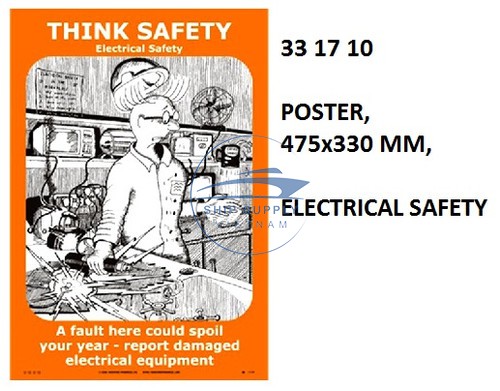 THINK SAFETY
Electrical Safety
A fault here could spoil
your year - report damaged
electrical equipment
33 17 10
POSTER,
475x330 MM,
ELECTRICAL SAFETY